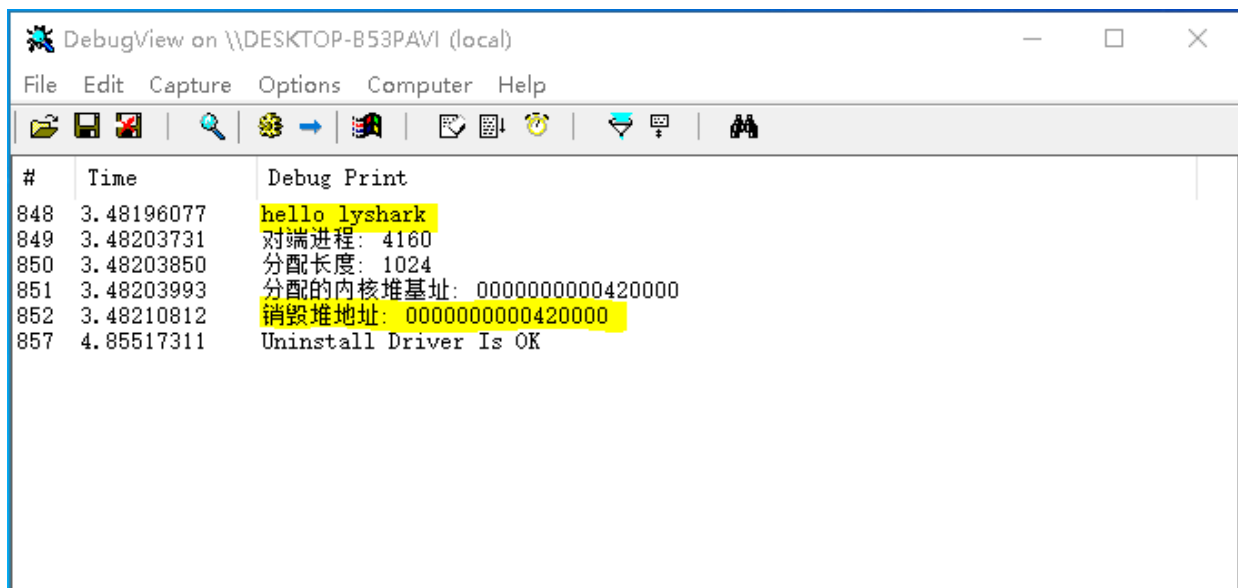 DebugView on \\DESKTOP-B53PAVI (local)
File Edit Capture Options Computer Help
# Time Debug Print
848 3.48196077 hello lyshark
849 3.48203731 对端进程: 4160
850 3.48203850 分配长度: 1024
851 3.48203993 分配的内核堆基址: 0000000000420000
852 3.48210812 销毁堆地址: 0000000000420000
857 4.85517311 Uninstall Driver Is OK